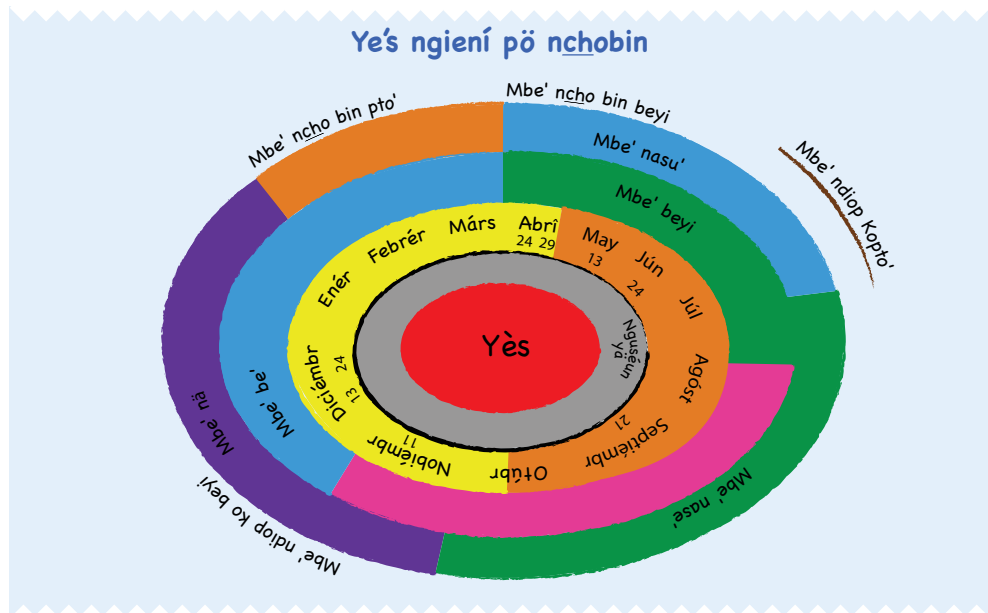 Ye's ngiení pö nchobin
Mbe' ncho bin pto'
Mbe' ncho bin beyi
Mbe' ndiop Kopto'
Mbe' nasu'
Mbe' beyi
Enér
Febrér
Márs
Abrî
24 29
May
13
Jún
24
Júl
Agóst
Septiémbr
21
Otúbr
Nobiémbr
11
Diciémbr
13 24
Nguséun
yä
Yès
Mbe' be'
Mbe' nä
Mbe' nase'
Mbe' ndiop ko beyi